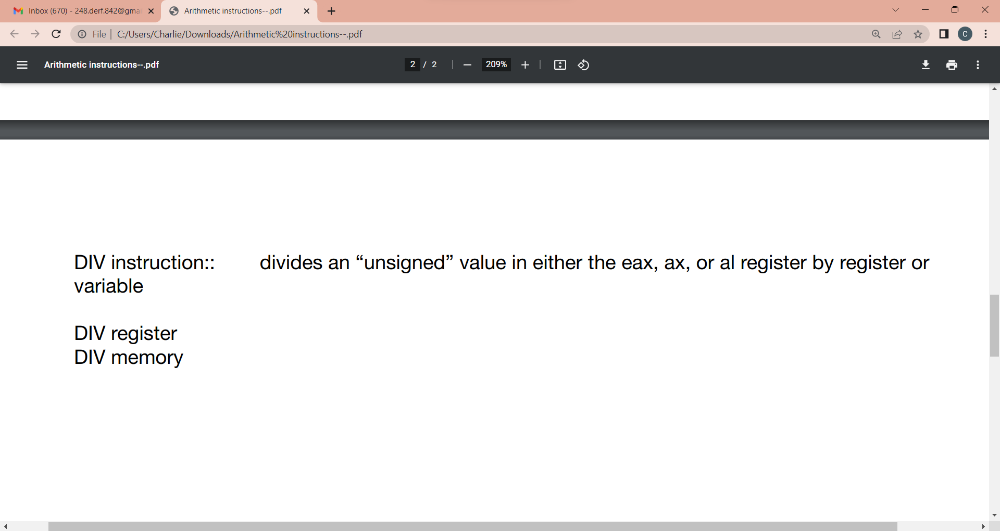 Inbox (670) - 248.derf.842@gmai
Arithmetic instructions--.pdf
File | C:/Users/Charlie/Downloads/Arithmetic%20instructions--.pdf
C
Arithmetic instructions--.pdf
2 / 2 | — 209% + |
DIV instruction:: divides an “unsigned” value in either the eax, ax, or al register by register or
variable
DIV register
DIV memory